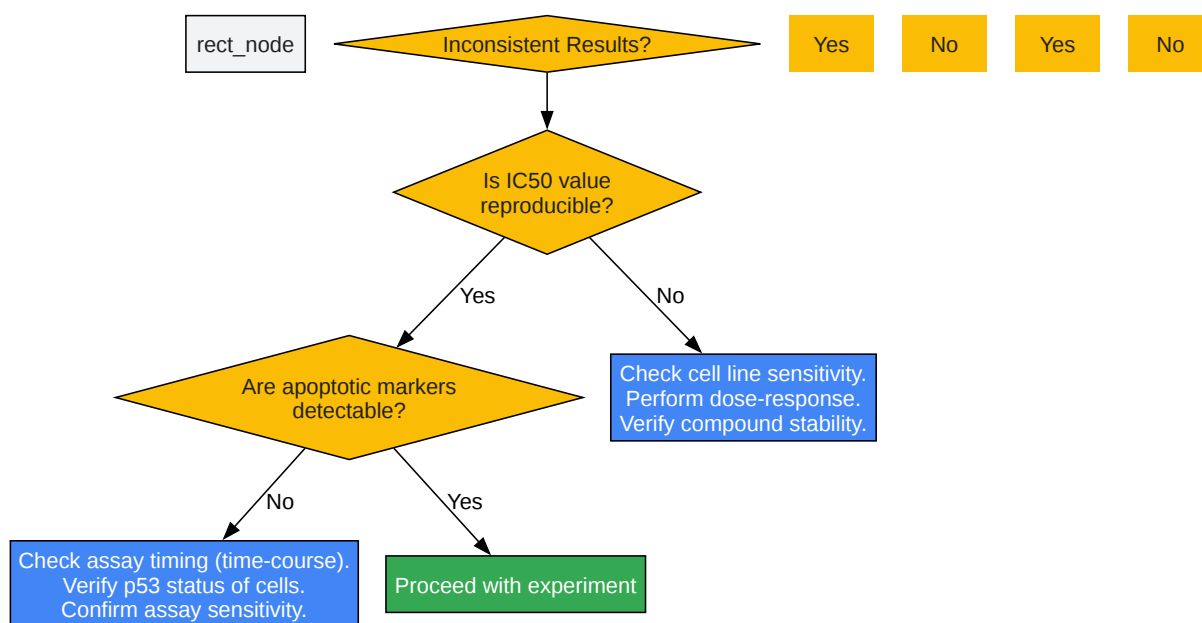 rect_node
Inconsistent Results?
Yes
No
Yes
No
Is IC50 value
reproducible?
Yes
No
Are apoptotic markers
detectable?
Check cell line sensitivity.
Perform dose-response.
Verify compound stability.
No
Yes
Check assay timing (time-course).
Verify p53 status of cells.
Confirm assay sensitivity.
Proceed with experiment